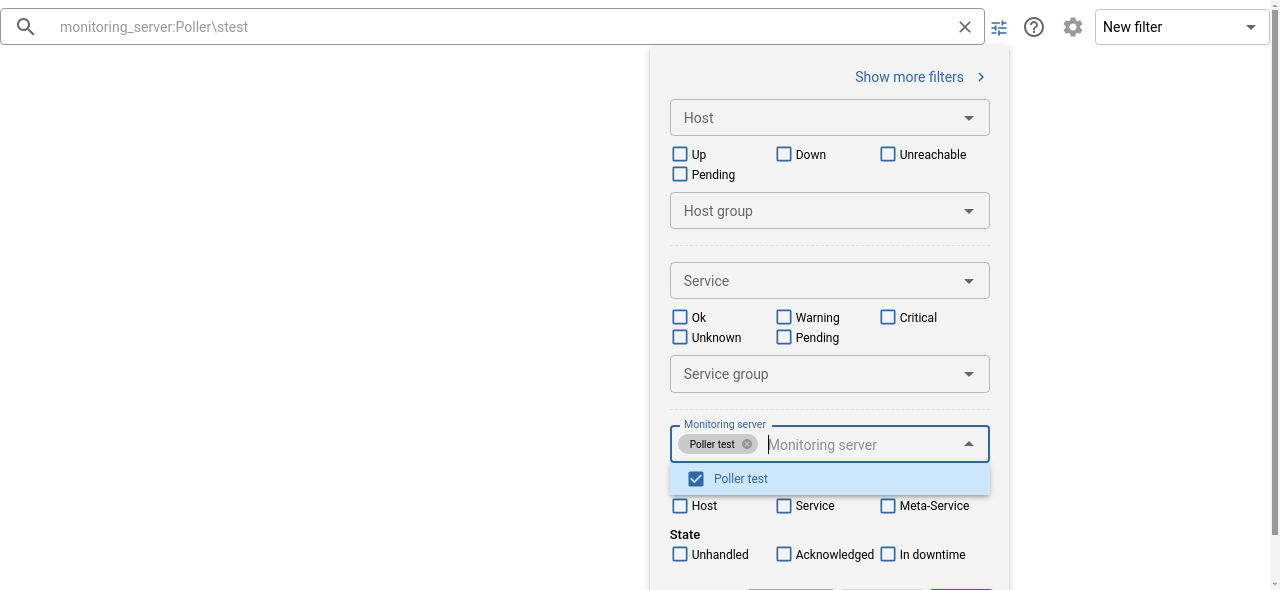 monitoring_server:Poller\stest
New filter
Show more filters
Host
Up Down Unreachable
Pending
Host group
Service
Ok Warning Critical
Unknown Pending
Service group
Monitoring server
Poller test Monitoring server
Poller test
Host Service Meta-Service
State
Unhandled Acknowledged In downtime